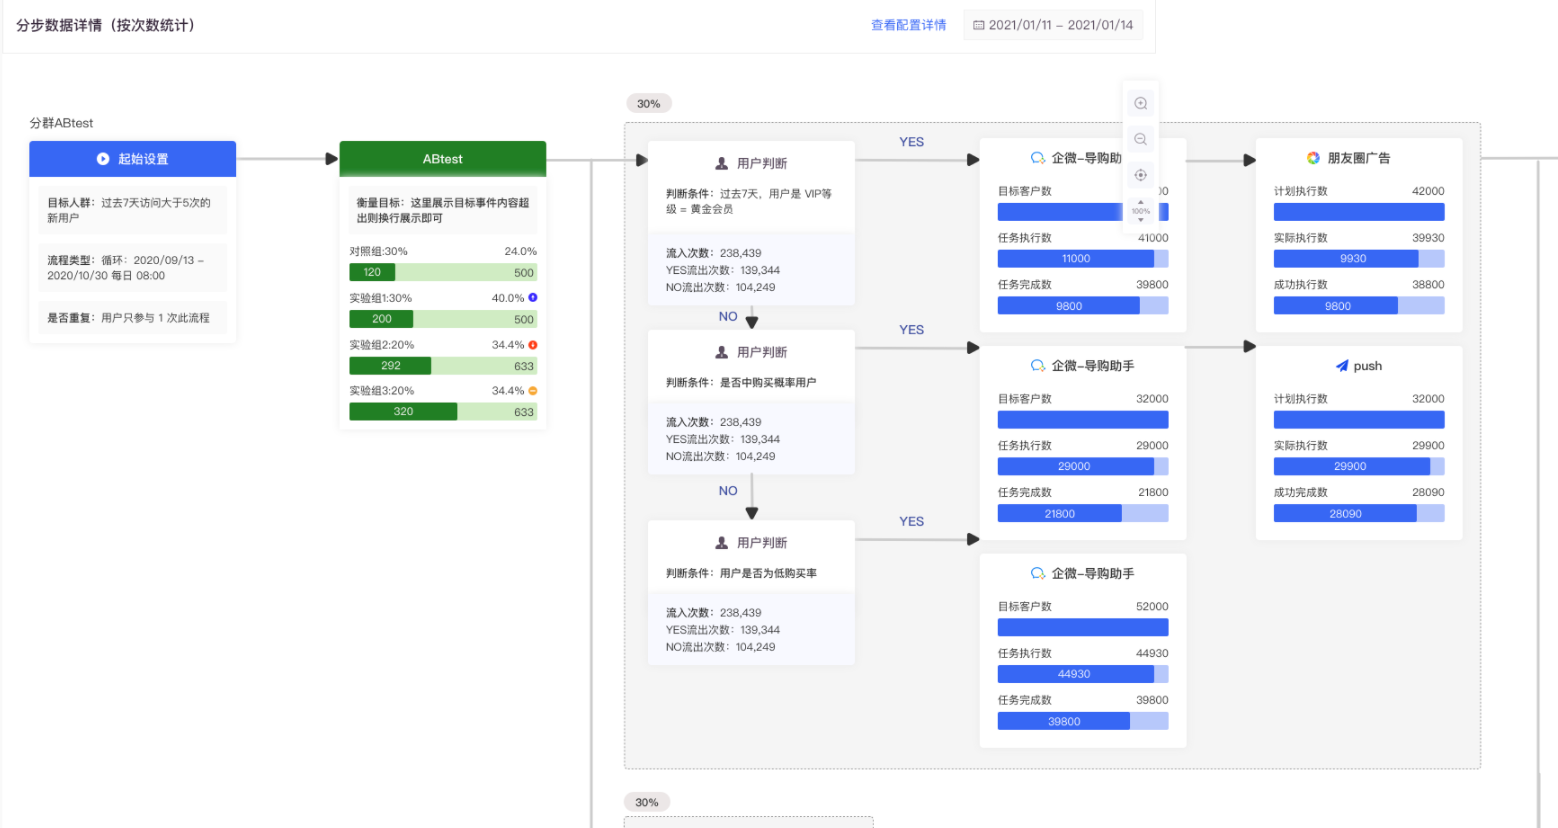 分步数据详情（按次数统计）
查看配置详情
2021/01/11 – 2021/01/14
分群ABtest
起始设置
目标人群：过去7天访问大于5次的
新用户
流程类型：循环：2020/09/13 –
2020/10/30 每日 08:00
是否重复：用户只参与 1 次此流程
ABtest
衡量目标：这里展示目标事件内容超
出则换行展示即可
对照组:30% 24.0%
120 500
实验组1:30% 40.0%
200 500
实验组2:20% 34.4%
292 633
实验组3:20% 34.4%
320 633
30%
用户判断
判断条件：过去7天，用户是 VIP等
级 = 黄金会员
流入次数：238,439
YES流出次数：139,344
NO流出次数：104,249
NO
用户判断
判断条件：是否中购买概率用户
流入次数：238,439
YES流出次数：139,344
NO流出次数：104,249
NO
用户判断
判断条件：用户是否为低购买率
流入次数：238,439
YES流出次数：139,344
NO流出次数：104,249
YES
企微–导购助
目标客户数 00
任务执行数 41000
11000
任务完成数 39800
9800
100%
YES
企微–导购助手
目标客户数 32000
任务执行数 29000
29000
任务完成数 21800
21800
YES
企微–导购助手
目标客户数 52000
任务执行数 44930
44930
任务完成数 39800
39800
朋友圈广告
计划执行数 42000
实际执行数 39930
9930
成功执行数 38800
9800
push
计划执行数 32000
实际执行数 29900
29900
成功完成数 28090
28090
30%